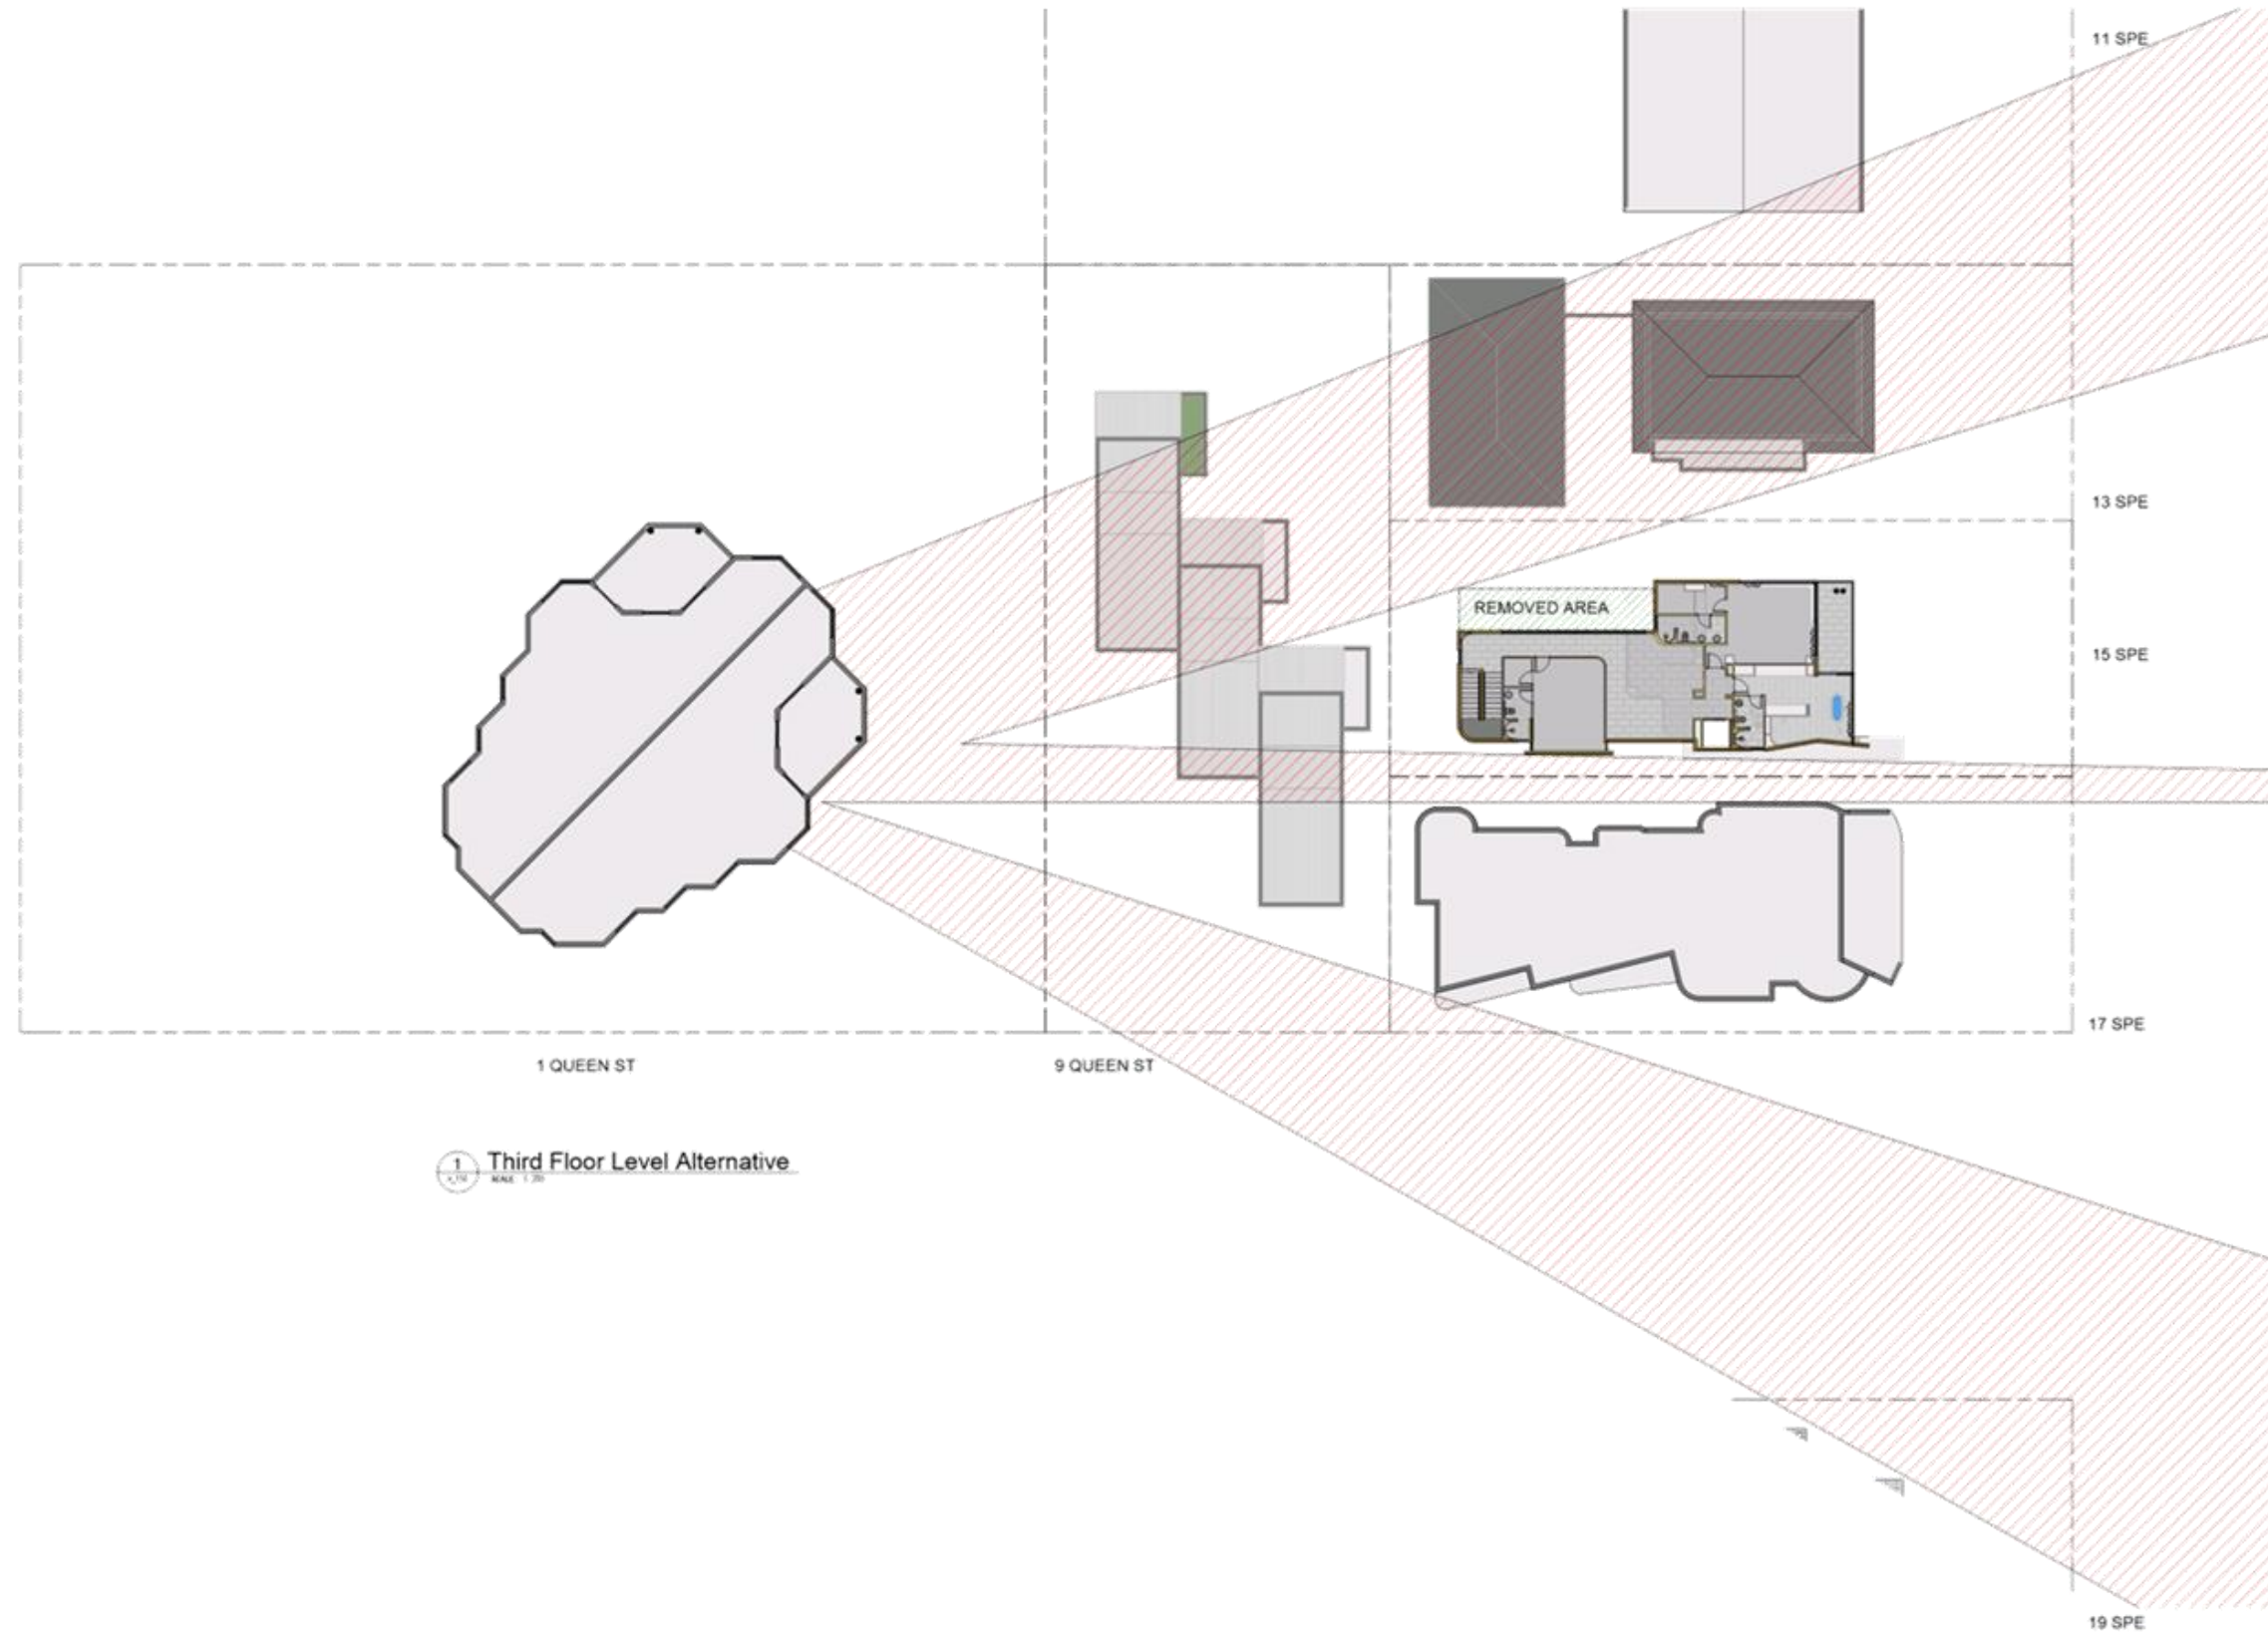 11 SPE
13 SPE
REMOVED AREA
15 SPE
17 SPE
1 QUEEN ST
9 QUEEN ST
1
Third Floor Level Alternative
SCALE
19 SPE